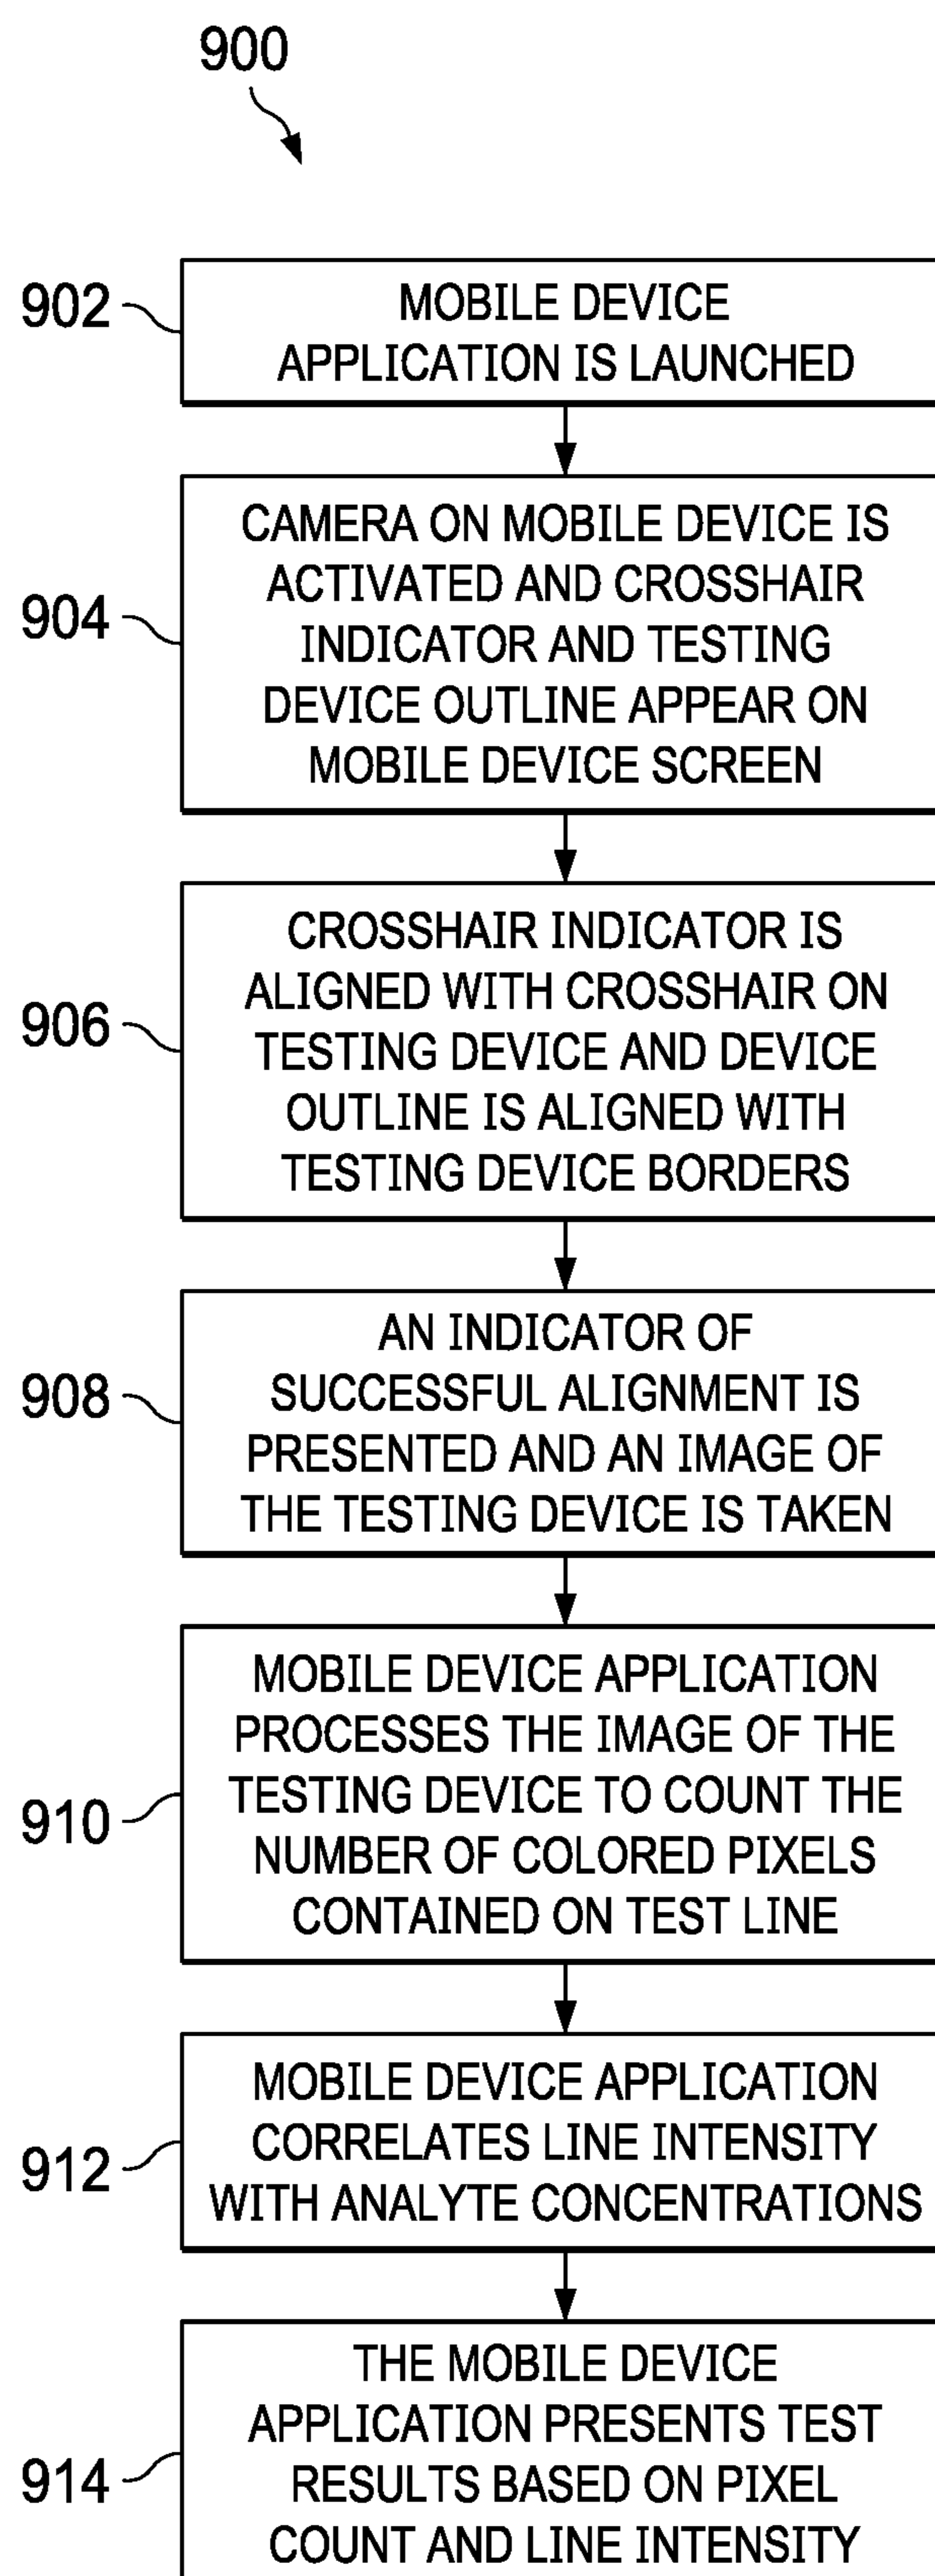 900
902
MOBILE DEVICE
APPLICATION IS LAUNCHED
904
CAMERA ON MOBILE DEVICE IS
ACTIVATED AND CROSSHAIR
INDICATOR AND TESTING
DEVICE OUTLINE APPEAR ON
MOBILE DEVICE SCREEN
906
CROSSHAIR INDICATOR IS
ALIGNED WITH CROSSHAIR ON
TESTING DEVICE AND DEVICE
OUTLINE IS ALIGNED WITH
TESTING DEVICE BORDERS
908
AN INDICATOR OF
SUCCESSFUL ALIGNMENT IS
PRESENTED AND AN IMAGE OF
THE TESTING DEVICE IS TAKEN
910
MOBILE DEVICE APPLICATION
PROCESSES THE IMAGE OF THE
TESTING DEVICE TO COUNT THE
NUMBER OF COLORED PIXELS
CONTAINED ON TEST LINE
912
MOBILE DEVICE APPLICATION
CORRELATES LINE INTENSITY
WITH ANALYTE CONCENTRATIONS
914
THE MOBILE DEVICE
APPLICATION PRESENTS TEST
RESULTS BASED ON PIXEL
COUNT AND LINE INTENSITY